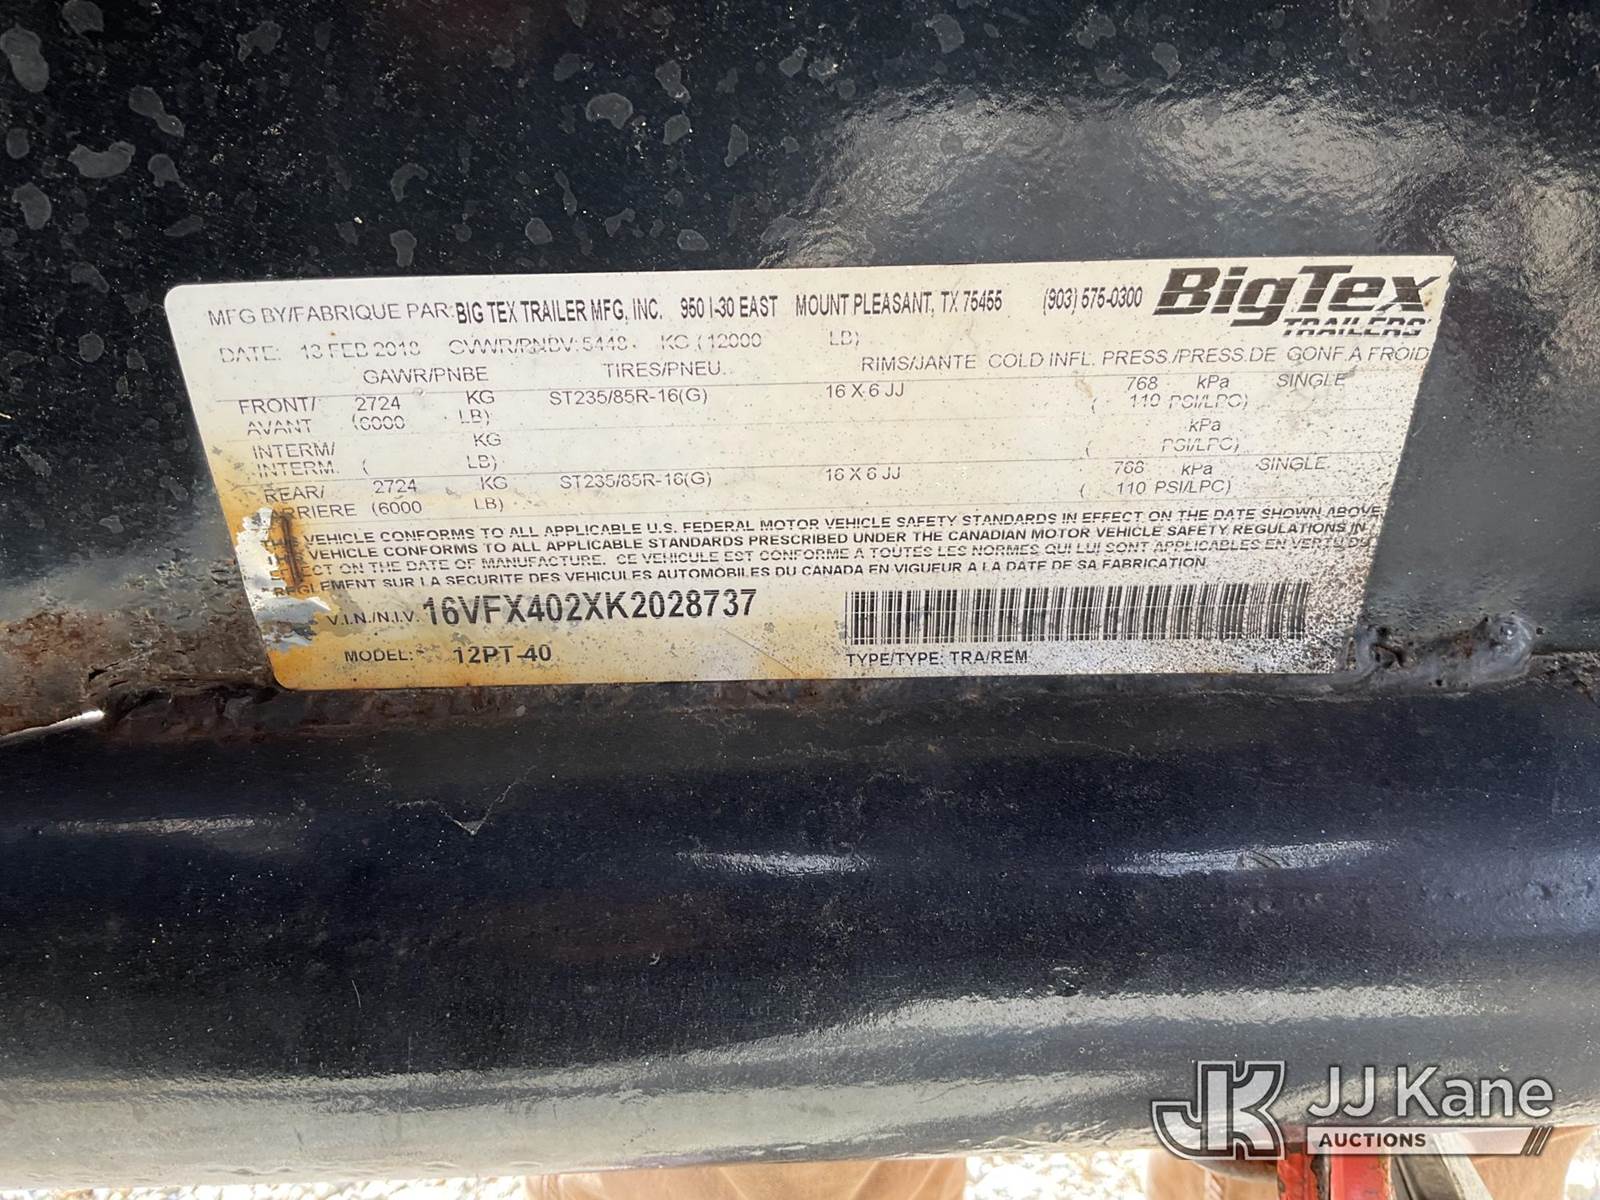 MFG BY/FABRIQUE PAR: BIG TEX TRAILER MFG, INC. 950 I-30 EAST MOUNT PLEASANT, TX 75455 (903) 575-0300 BigTex
TRAILERS
DATE: 13 FEB 2018 GVWR/PNBV: 5448 KG (12000 LB)
GAWR/PNBE TIRES/PNEU. RIMS/JANTE COLD INFL. PRESS./PRESS.DE GONF.A FROID
FRONT/ 2724 KG ST235/85R-16(G) 16 X 6 JJ 768 kPa SINGLE
AVANT (6000 LB) ( 110 PSI/LPC)
INTERM/ KG kPa
INTERM. ( LB) ( PSI/LPC)
REAR/ 2724 KG ST235/85R-16(G) 16 X 6 JJ 768 kPa SINGLE
ARRIERE (6000 LB) ( 110 PSI/LPC)
VEHICLE CONFORMS TO ALL APPLICABLE U.S. FEDERAL MOTOR VEHICLE SAFETY STANDARDS IN EFFECT ON THE DATE SHOWN ABOVE
VEHICLE CONFORMS TO ALL APPLICABLE STANDARDS PRESCRIBED UNDER THE CANADIAN MOTOR VEHICLE SAFETY REGULATIONS IN
ON THE DATE OF MANUFACTURE. CE VEHICULE EST CONFORME A TOUTES LES NORMES QUI LUI SONT APPLICABLES EN VERTU DU
REGLEMENT SUR LA SECURITE DES VEHICULES AUTOMOBILES DU CANADA EN VIGUEUR A LA DATE DE SA FABRICATION
V.I.N./N.I.V. 16VFX402XK2028737
MODEL: 12PT-40 TYPE/TYPE: TRA/REM
JK JJ Kane
AUCTIONS